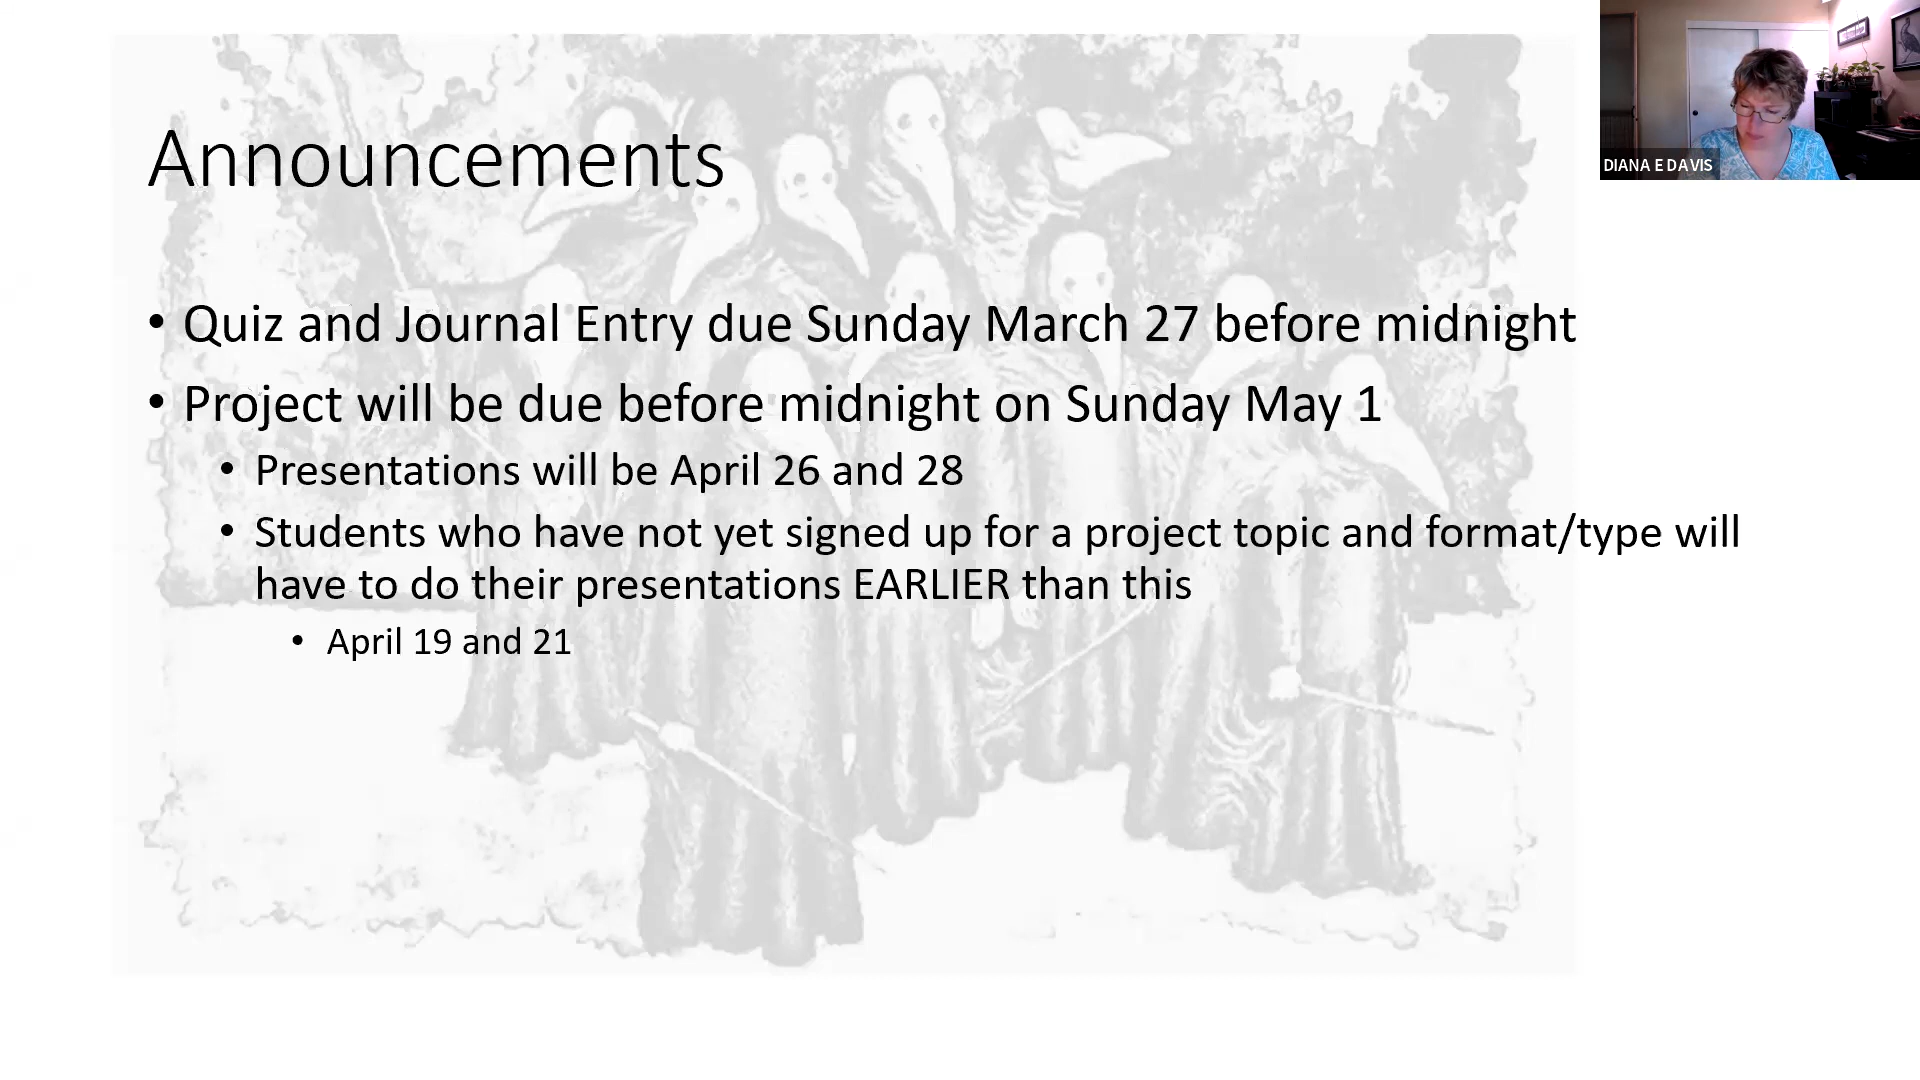 Announcements
• Quiz and Journal Entry due Sunday March 27 before midnight
• Project will be due before midnight on Sunday May 1
• Presentations will be April 26 and 28
• Students who have not yet signed up for a project topic and format/type will
have to do their presentations EARLIER than this
• April 19 and 21
DIANA E DAVIS